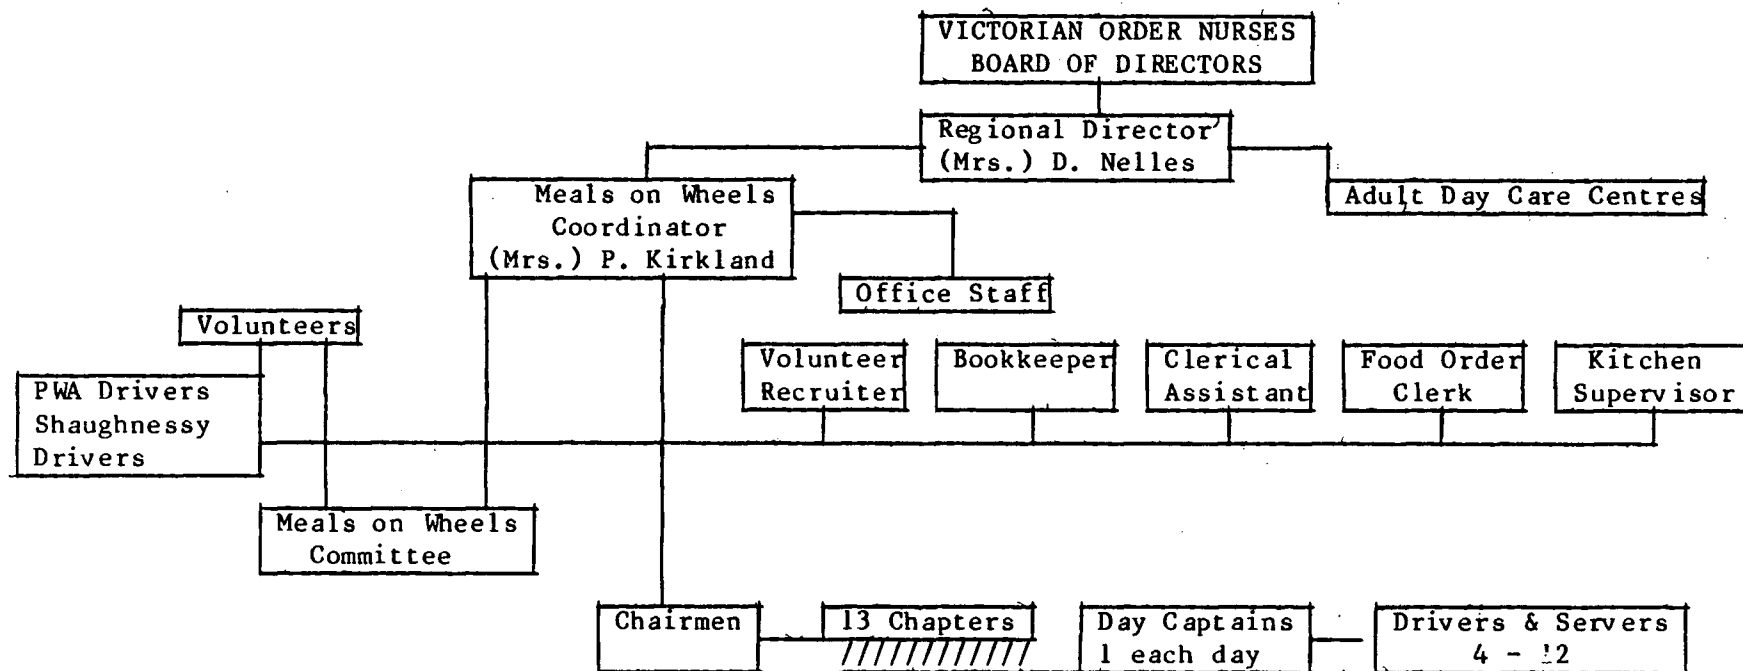 VICTORIAN ORDER NURSES
BOARD OF DIRECTORS
Regional Director
(Mrs.) D. Nelles
Meals on Wheels
Coordinator
(Mrs.) P. Kirkland
Adult Day Care Centres
Office Staff
Volunteers
PWA Drivers
Shaughnessy
Drivers
Volunteer
Recruiter
Bookkeeper
Clerical
Assistant
Food Order
Clerk
Kitchen
Supervisor
Meals on Wheels
Committee
Chairmen
13 Chapters
Day Captains
1 each day
Drivers & Servers
4 - 12